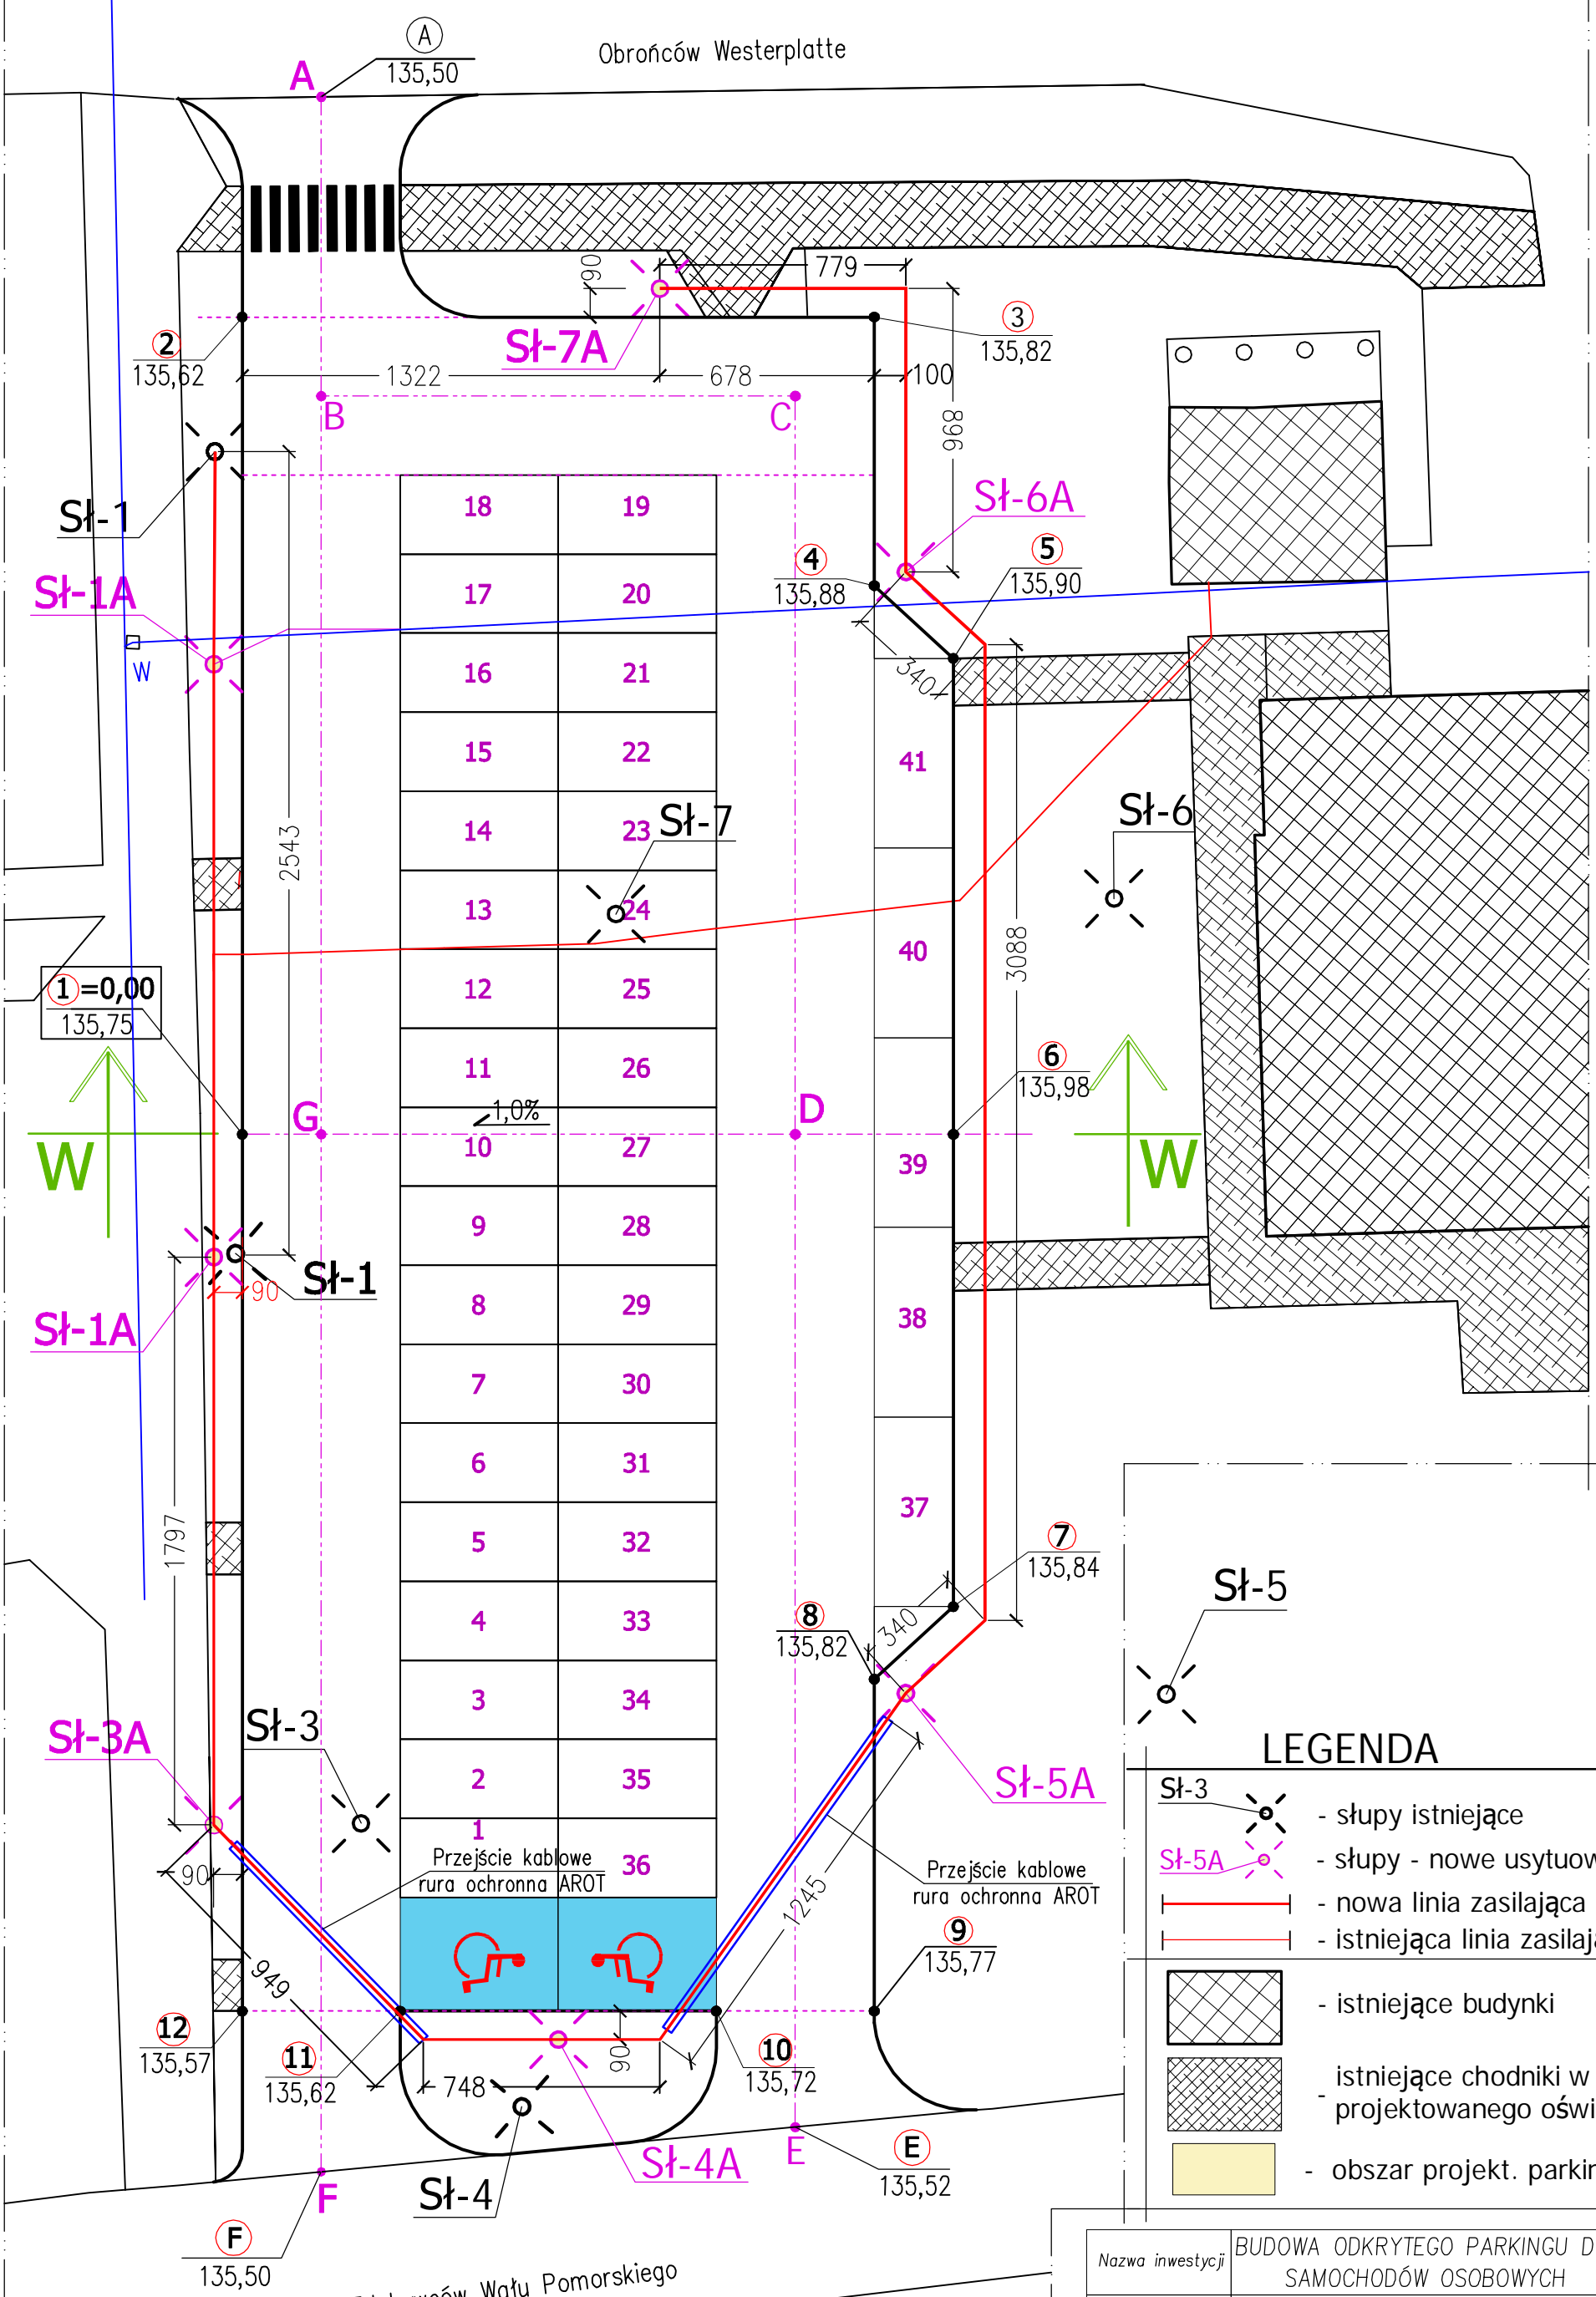 Obrońców Westerplatte
A
A
135,50
90
779
Sł-7A
2
135,62
3
135,82
1322
678
100
B
C
968
Sł-1
Sł-6A
18
19
4
135,88
5
135,90
17
20
Sł-1A
W
16
21
340
15
22
41
14
23
Sł-7
Sł-6
2543
13
24
12
25
40
3088
1 =0,00
135,75
11
26
6
135,98
1,0%
G
D
W
W
10
27
39
9
28
Sł-1
90
Sł-1A
8
29
38
7
30
6
31
37
1797
5
32
7
135,84
Sł-5
4
33
8
135,82
340
3
34
Sł-3A
Sł-3
2
35
Sł-5A
1
36
90
Przejście kablowe
rura ochronna AROT
1245
Przejście kablowe
rura ochronna AROT
9
135,77
949
12
135,57
11
135,62
748
90
10
135,72
Sł-4
Sł-4A
E
E
135,52
F
F
135,50
Wału Pomorskiego
LEGENDA
Sł-3
- słupy istniejące
Sł-5A
- słupy - nowe usytuow
- nowa linia zasilająca
- istniejąca linia zasilaj
- istniejące budynki
- istniejące chodniki w
projektowanego oświ
- obszar projekt. parkin
Nazwa inwestycji
BUDOWA ODKRYTEGO PARKINGU D
SAMOCHODÓW OSOBOWYCH